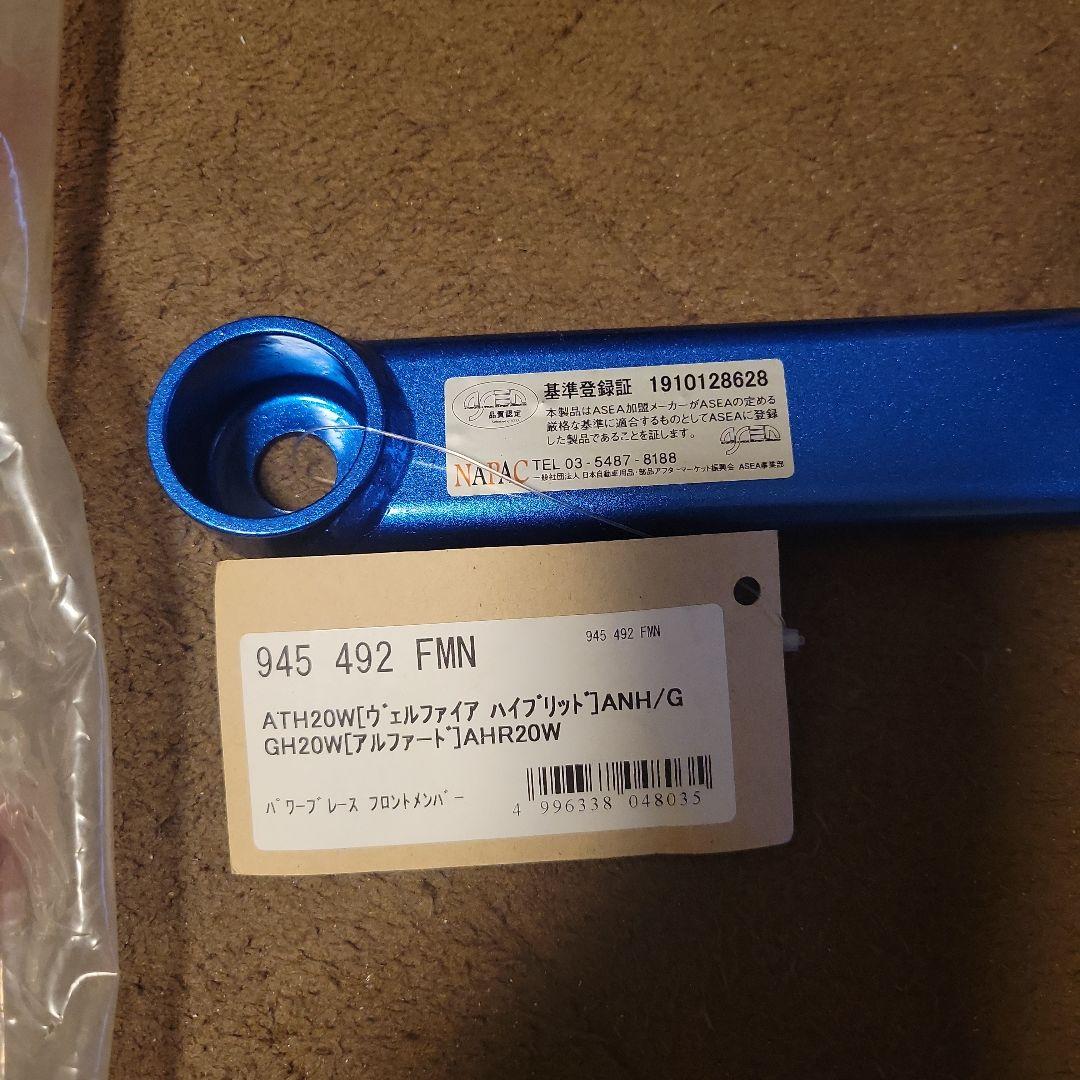 ASEA
品質認定
基準登録証 1910128628
本製品はASEA加盟メーカーがASEAの定める
厳格な基準に適合するものとしてASEAに登録
した製品であることを証します。
ASEA
NAPAC TEL 03-5487-8188
一般社団法人 日本自動車用品・部品アフターマーケット振興会 ASEA事業部
945 492 FMN
945 492 FMN
ATH20W[ヴェルファイア ハイブリッド]ANH/G
GH20W[アルファード]AHR20W
パワーブレース フロントメンバー
4 996338 048035